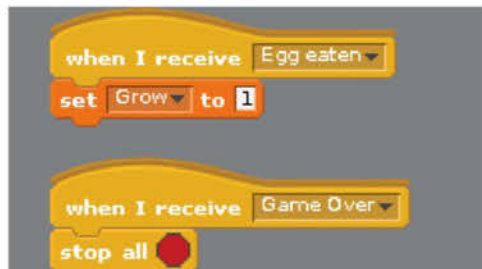 when I receive Egg eaten
set Grow to 1
when I receive Game Over
stop all